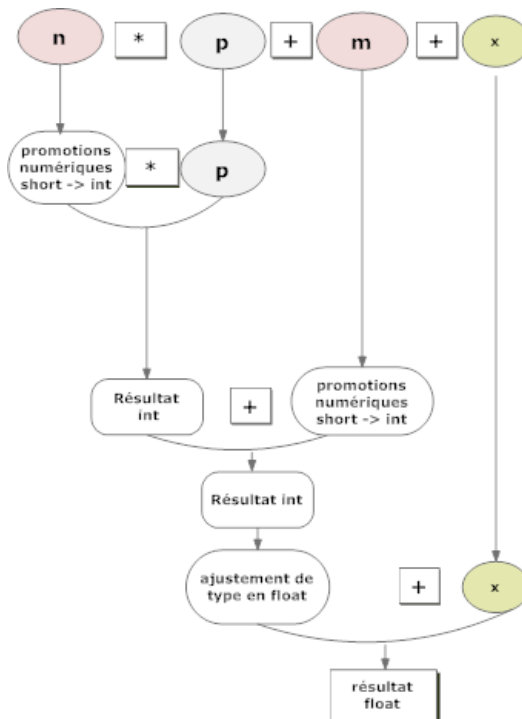 n * p + m + x
promotions
numériques
short -> int
* p
Résultat
int
+
promotions
numériques
short -> int
Résultat int
ajustement de
type en float
+ x
résultat
float